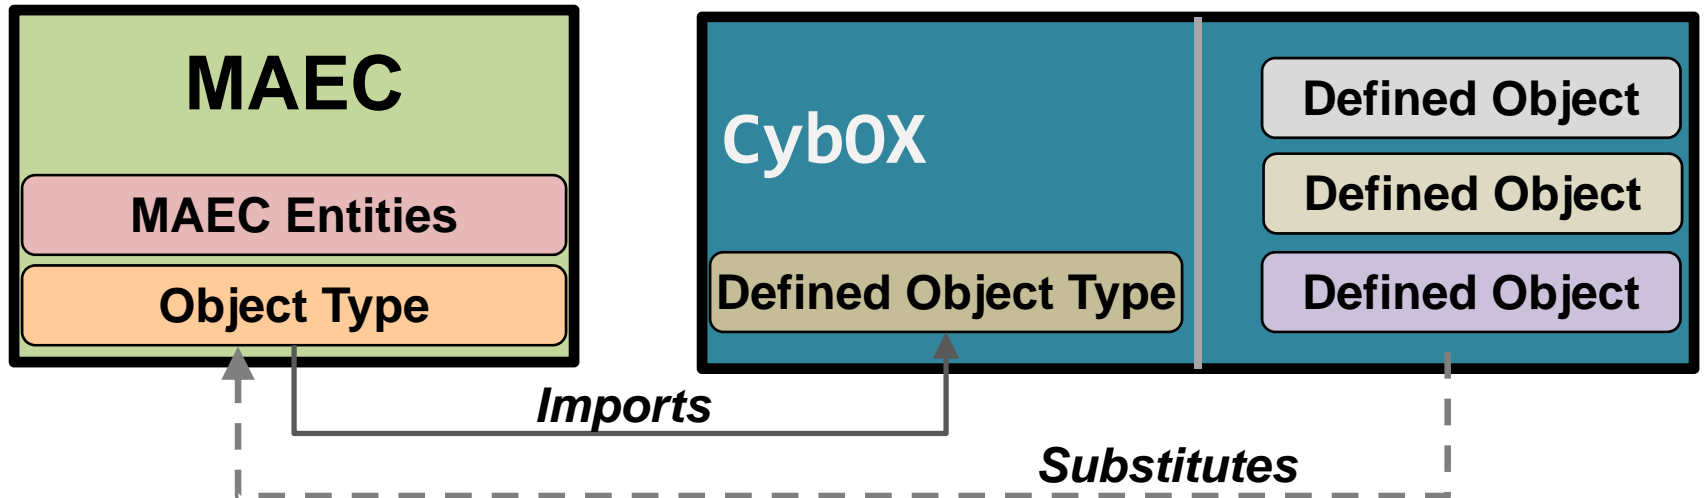 MAEC
MAEC Entities
Object Type
CybOX
Defined Object Type
Defined Object
Defined Object
Defined Object
Imports
Substitutes